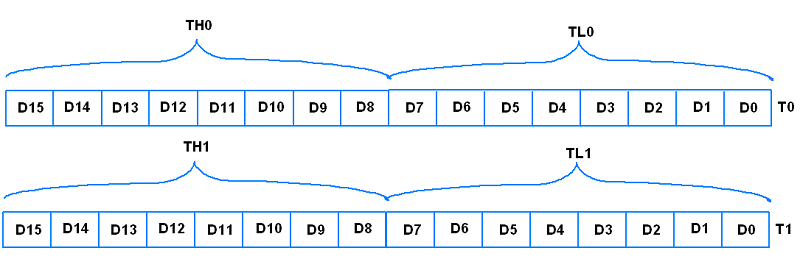 TH0 TL0
D15 D14 D13 D12 D11 D10 D9 D8 D7 D6 D5 D4 D3 D2 D1 D0 T0
TH1 TL1
D15 D14 D13 D12 D11 D10 D9 D8 D7 D6 D5 D4 D3 D2 D1 D0 T1